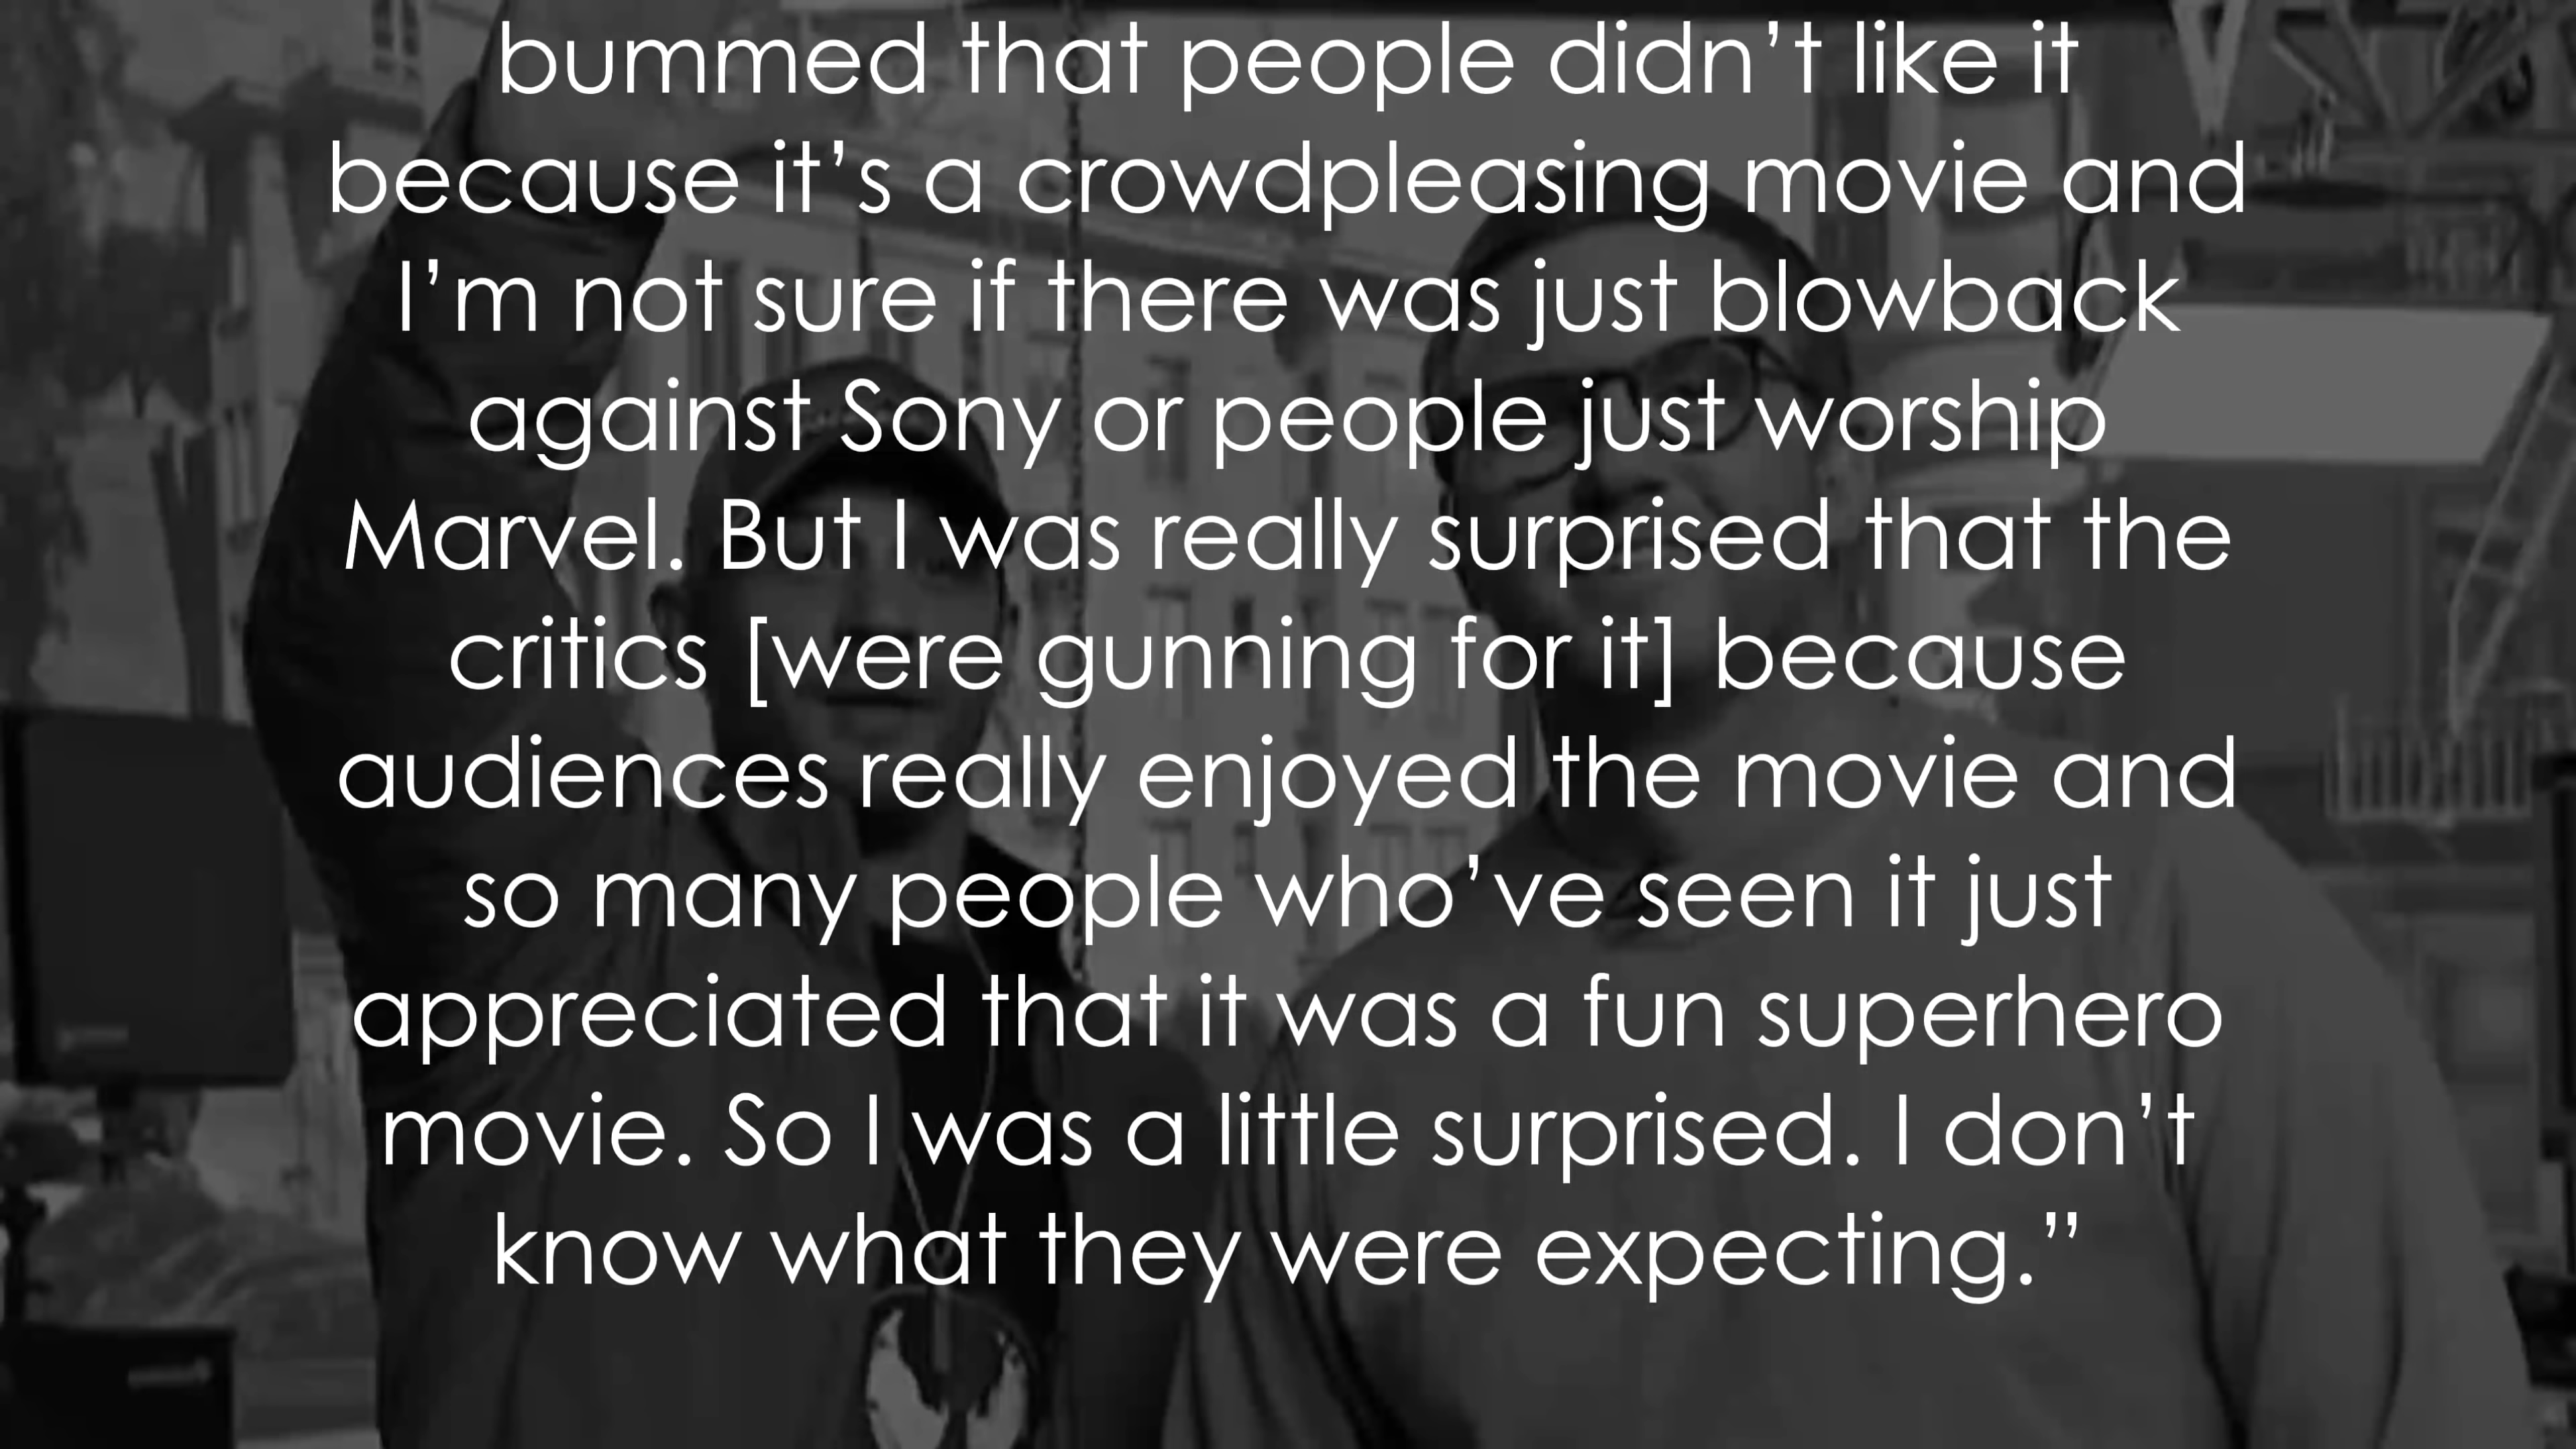 bummed that people didn’t like it
because it’s a crowdpleasing movie and
I’m not sure if there was just blowback
against Sony or people just worship
Marvel. But I was really surprised that the
critics [were gunning for it] because
audiences really enjoyed the movie and
so many people who’ve seen it just
appreciated that it was a fun superhero
movie. So I was a little surprised. I don’t
know what they were expecting.”